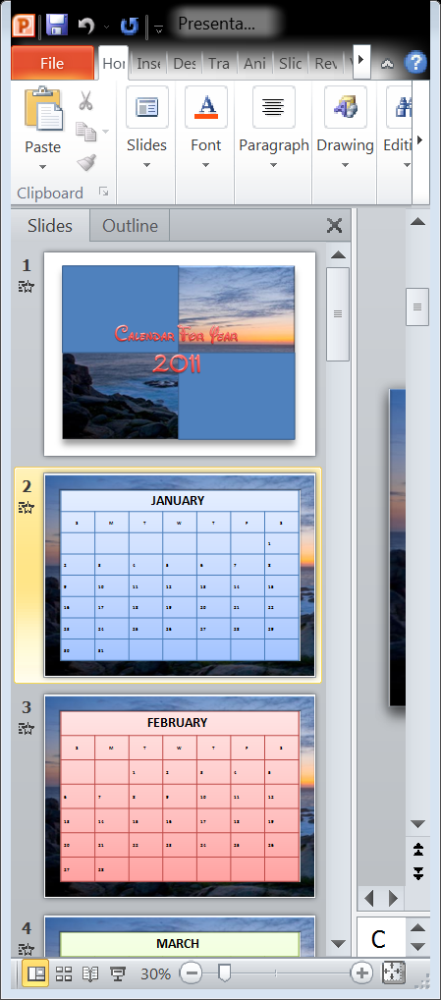 Presenta...
File Hor Inse Des Tra Ani Slic Rev
Paste Slides Font Paragraph Drawing Editi
Clipboard
Slides Outline
1
Calendar For Year
2011
2
JANUARY
S M T W T F S
1
2 3 4 5 6 7 8
9 10 11 12 13 14 15
16 17 18 19 20 21 22
23 24 25 26 27 28 29
30 31
3
FEBRUARY
S M T W T F S
1 2 3 4 5
6 7 8 9 10 11 12
13 14 15 16 17 18 19
20 21 22 23 24 25 26
27 28
4
MARCH
C
30%